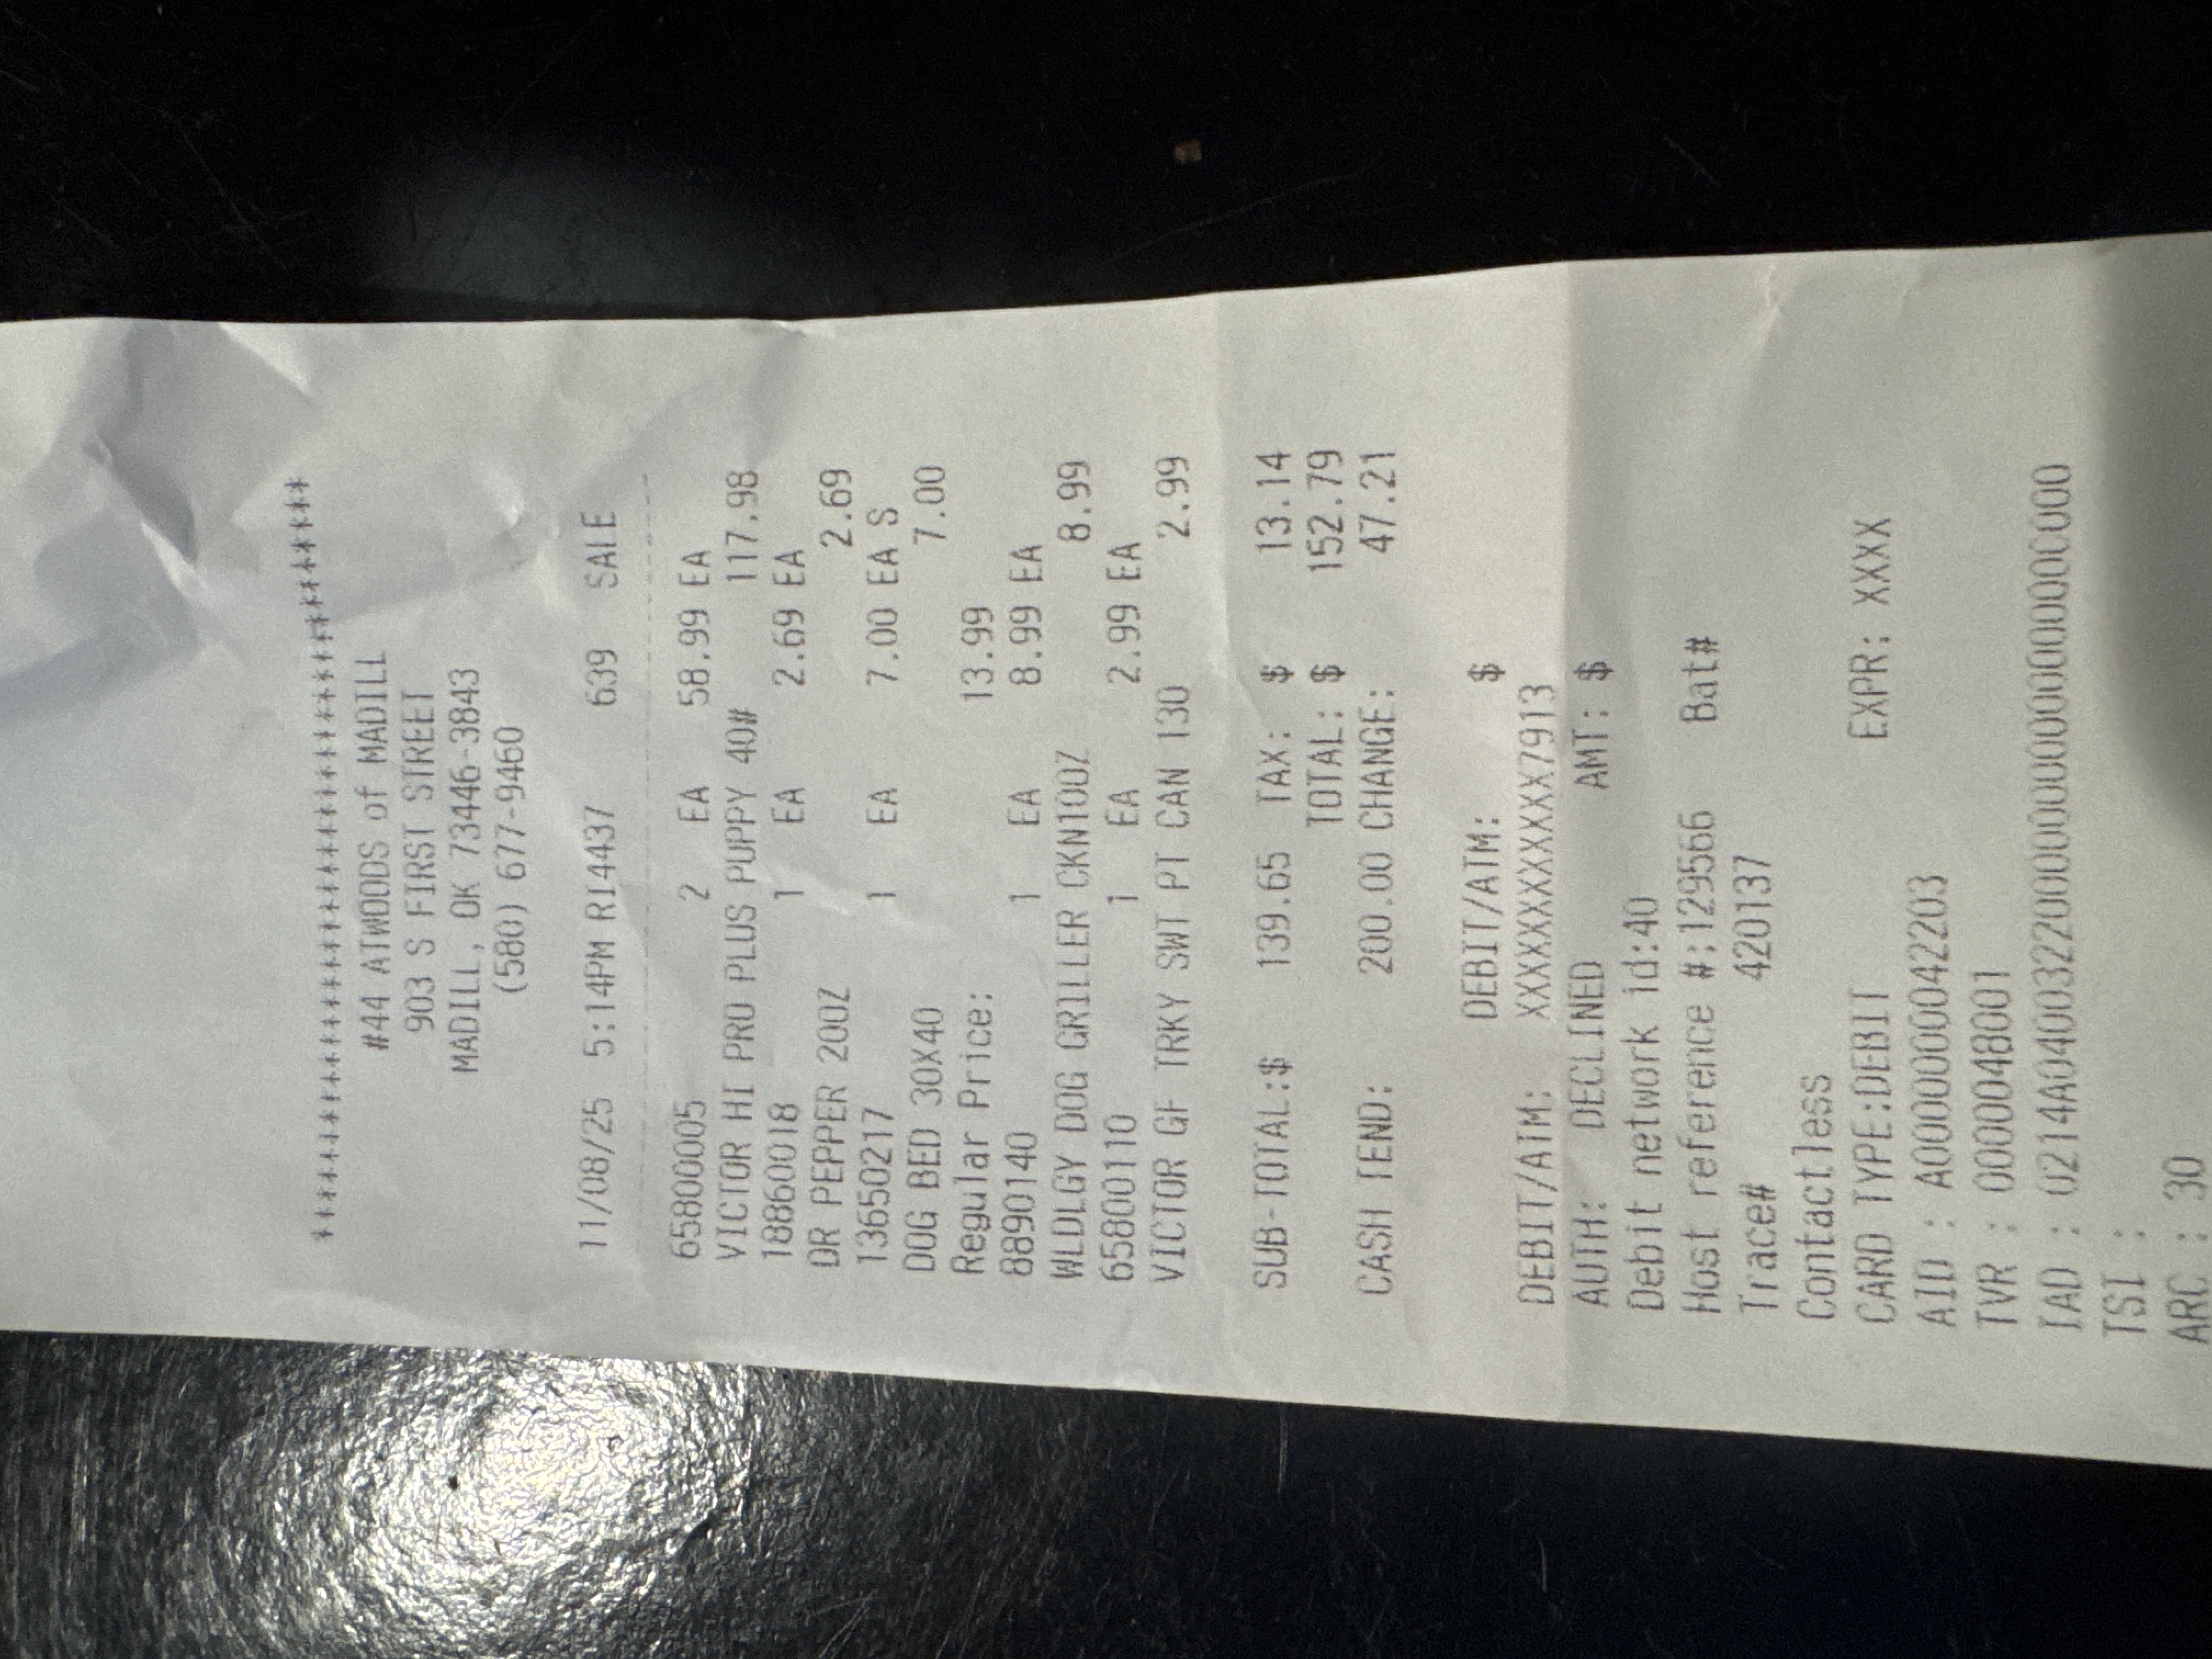 ****************************************
#44 ATWOODS of MADILL
903 S FIRST STREET
MADILL, OK 73446-3843
(580) 677-9460
11/08/25 5:14PM R14437 639 SALE
65800005 2 EA 58.99 EA
VICTOR HI PRO PLUS PUPPY 40# 117.98
18860018 1 EA 2.69 EA
DR PEPPER 20OZ 2.69
13650217 1 EA 7.00 EA S
DOG BED 30X40 7.00
Regular Price: 13.99
8890140 1 EA 8.99 EA
WLDLGY DOG GRILLER CKN10OZ 8.99
65800110 1 EA 2.99 EA
VICTOR GF TRKY SWT PT CAN 130 2.99
SUB-TOTAL:$ 139.65 TAX: $ 13.14
TOTAL: $ 152.79
CASH TEND: 200.00 CHANGE: 47.21
DEBIT/ATM: $
DEBIT/ATM: XXXXXXXXXXXX7913
AUTH: DECLINED AMT: $
Debit network id:40
Host reference #:129566 Bat#
Trace# 420137
Contactless
CARD TYPE:DEBIT EXPR: XXXX
AID : A0000000042203
TVR : 0000048001
TSI :
ARC : 30